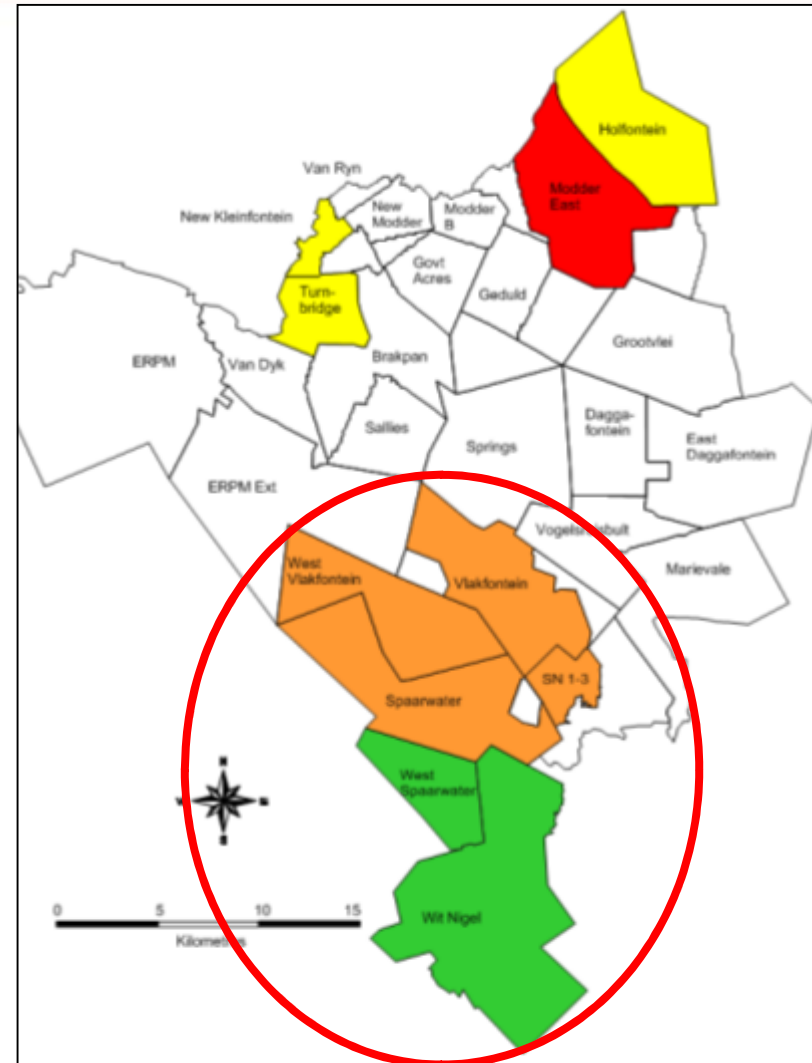 Holfontein
Van Ryn
Modder
East
New Kleinfontein
New
Modder
Modder
B
Govt
Acres
Geduld
Turn-
bridge
Grootvlei
ERPM
Van Dyk
Brakpan
Sallies
Dagga-
fontein
East
Daggafontein
Springs
ERPM Ext
Vogelstruisbult
West
Vlakfontein
Vlakfontein
Marievale
SN 1-3
Spaarwater
N
W
S
West
Spaarwater
0 5 10 15
Kilometres
Wit Nigel